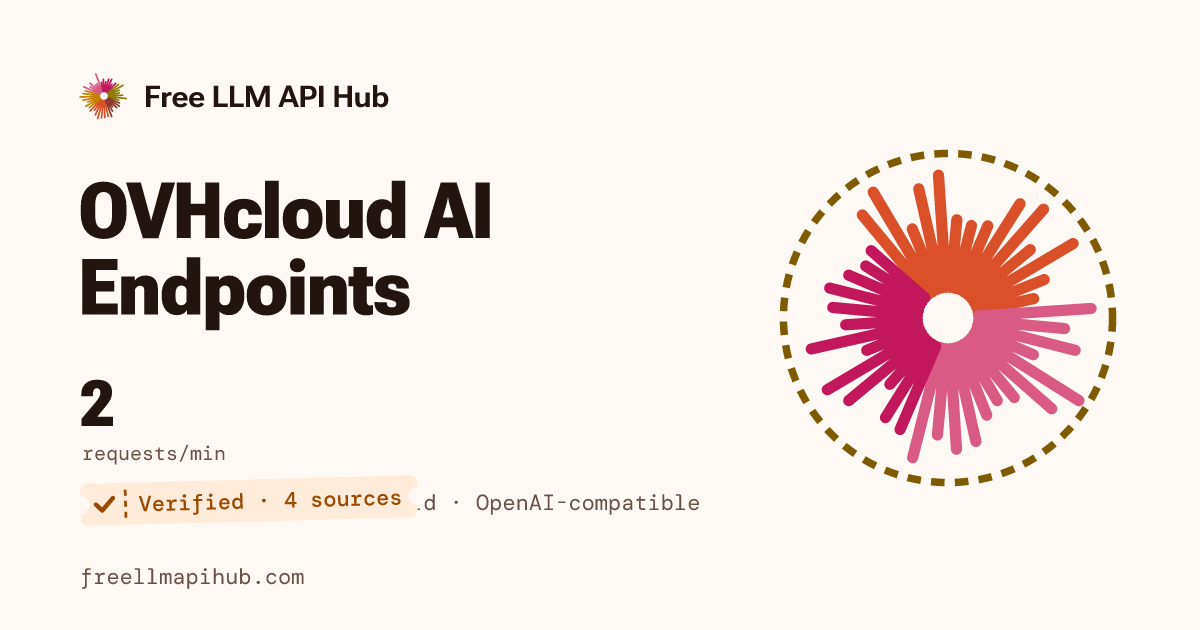 Free LLM API Hub
OVHcloud AI
Endpoints
2
requests/min
Verified · 4 sources
· OpenAI-compatible
freellmapihub.com